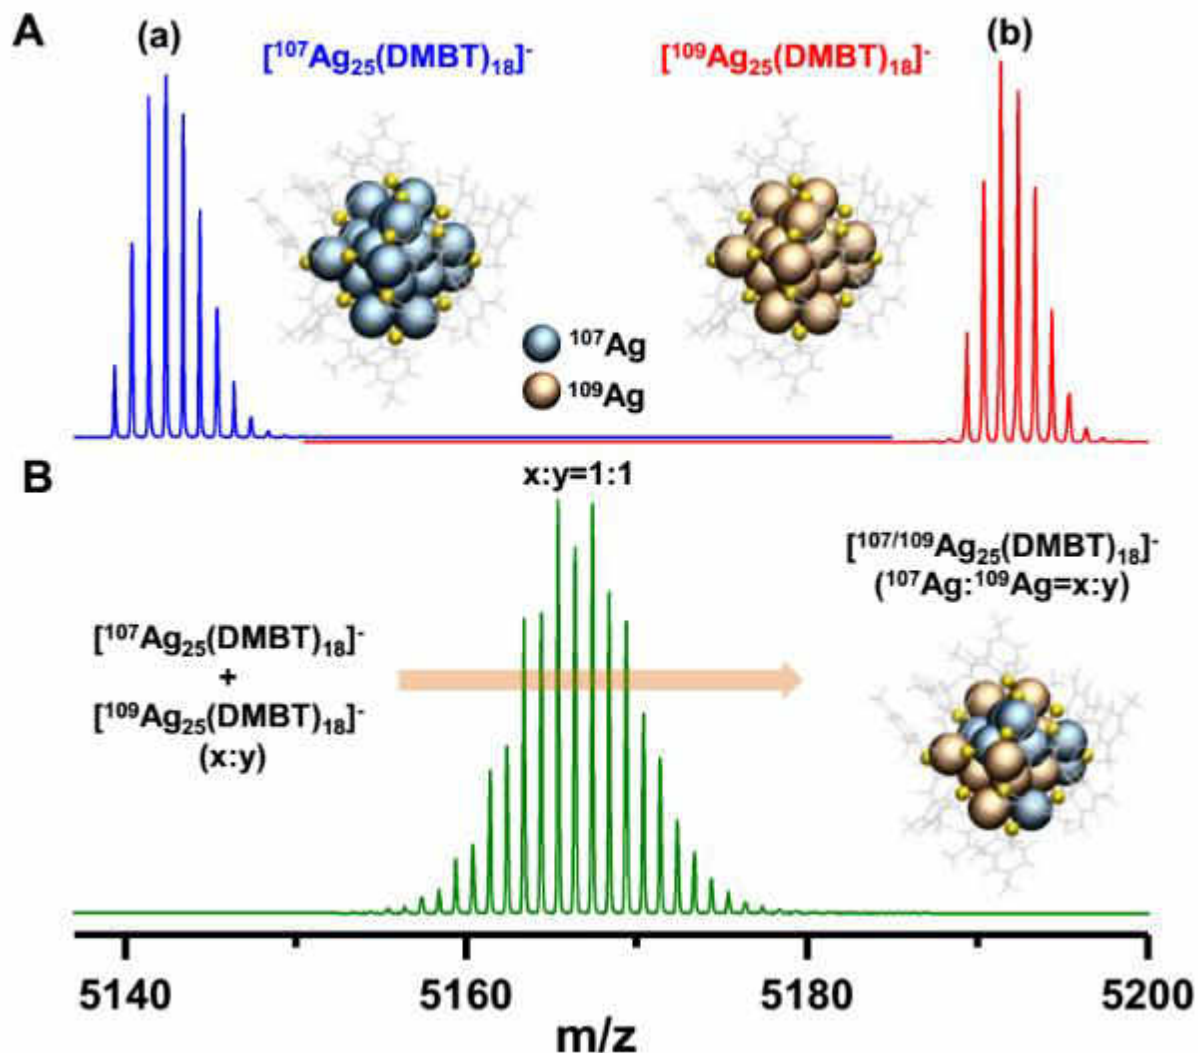 A
(a)
[¹⁰⁷Ag₂₅(DMBT)₁₈]⁻
[¹⁰⁹Ag₂₅(DMBT)₁₈]⁻
(b)
¹⁰⁷Ag
¹⁰⁹Ag
B
x:y=1:1
[¹⁰⁷Ag₂₅(DMBT)₁₈]⁻
+
[¹⁰⁹Ag₂₅(DMBT)₁₈]⁻
(x:y)
[¹⁰⁷/¹⁰⁹Ag₂₅(DMBT)₁₈]⁻
(¹⁰⁷Ag:¹⁰⁹Ag=x:y)
5140 5160 5180 5200
m/z